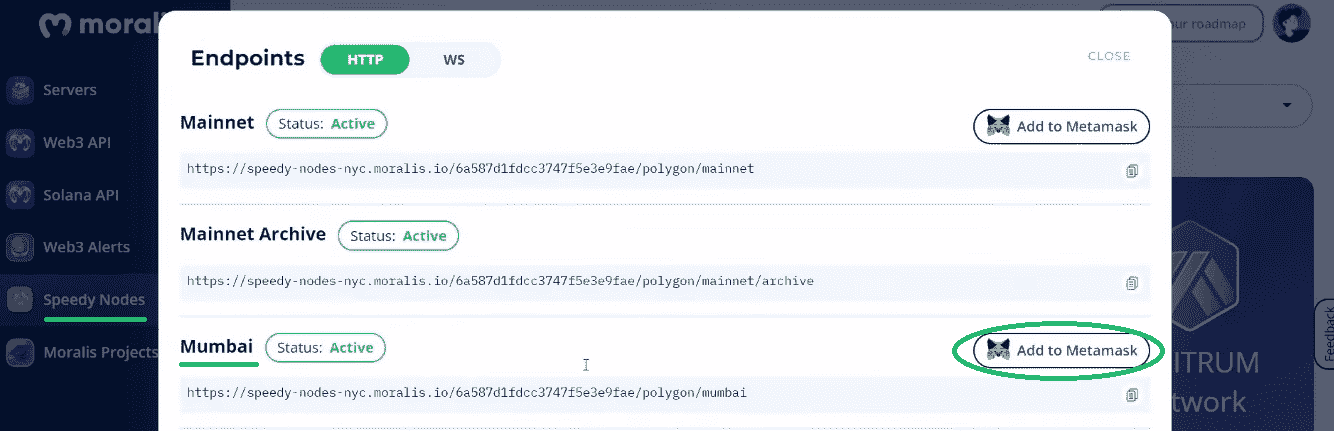 morali
our roadmap
Endpoints HTTP WS CLOSE
Servers
Mainnet Status: Active Add to Metamask
Web3 API
https://speedy-nodes-nyc.moralis.io/6a587d1fdcc3747f5e3e9fae/polygon/mainnet
Solana API
Mainnet Archive Status: Active
Web3 Alerts
https://speedy-nodes-nyc.moralis.io/6a587d1fdcc3747f5e3e9fae/polygon/mainnet/archive
Speedy Nodes
Mumbai Status: Active Add to Metamask
Moralis Projects
https://speedy-nodes-nyc.moralis.io/6a587d1fdcc3747f5e3e9fae/polygon/mumbai
Feedback
ITRUM
twork